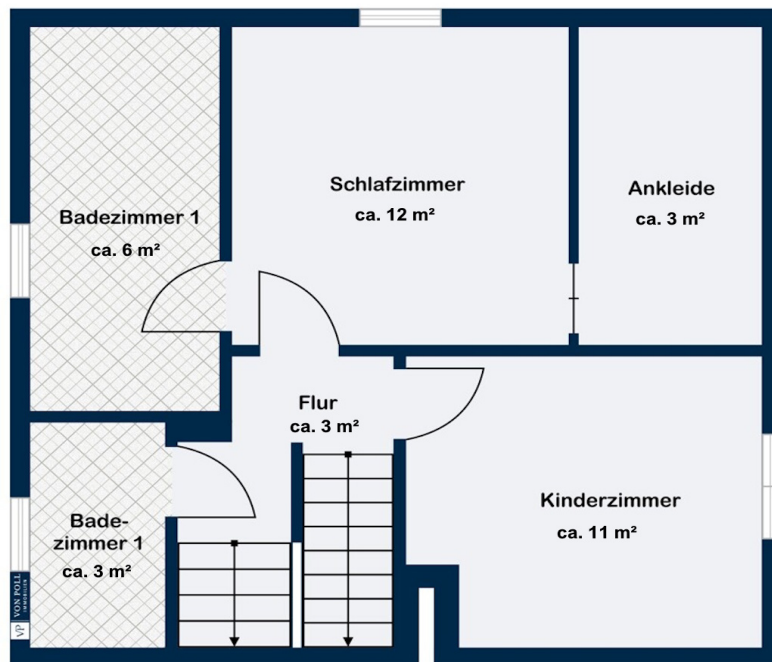 Badezimmer 1
ca. 6 m²
Schlafzimmer
ca. 12 m²
Ankleide
ca. 3 m²
Flur
ca. 3 m²
Kinderzimmer
ca. 11 m²
Bade-
zimmer 1
ca. 3 m²
VON POLL
IMMOBILIEN
VP